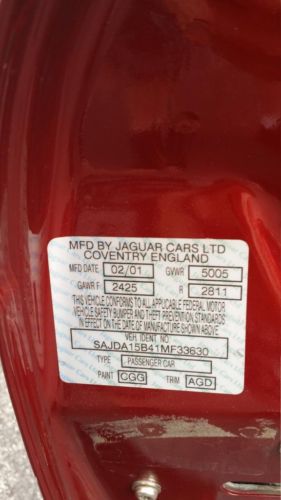 MFD BY JAGUAR CARS LTD
COVENTRY ENGLAND
MFD DATE 02/01 GVWR 5005
GAWR F 2425 R 2811
THIS VEHICLE CONFORMS TO ALL APPLICABLE FEDERAL MOTOR
VEHICLE SAFETY BUMPER AND THEFT PREVENTION STANDARDS
IN EFFECT ON THE DATE OF MANUFACTURE SHOWN ABOVE
VEH. IDENT NO.
SAJDA15B41MF33630
TYPE PASSENGER CAR
PAINT CGG TRIM AGD